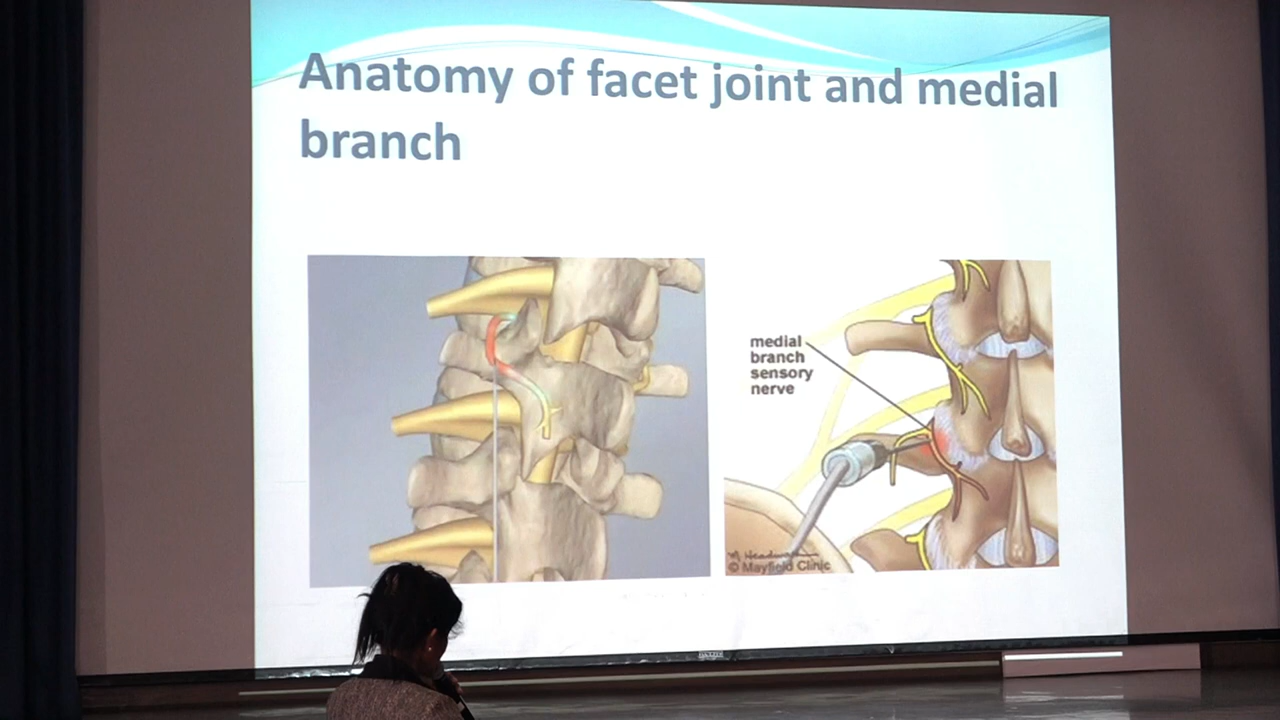 Anatomy of facet joint and medial
branch
medial
branch
sensory
nerve
© Mayfield Clinic